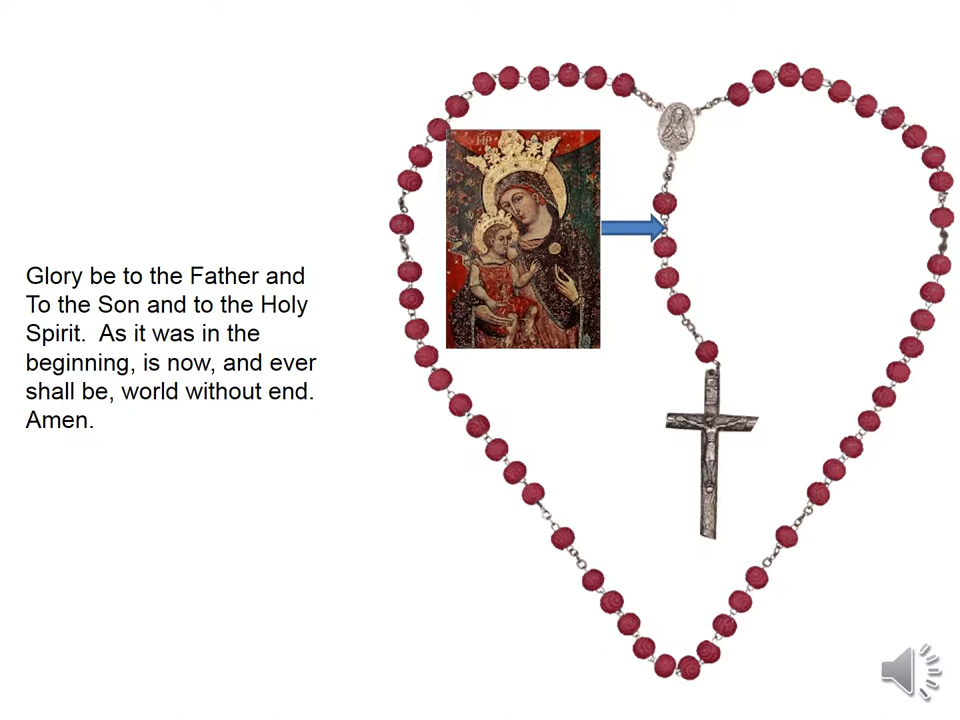 Glory be to the Father and
To the Son and to the Holy
Spirit.  As it was in the
beginning, is now, and ever
shall be, world without end.
Amen.